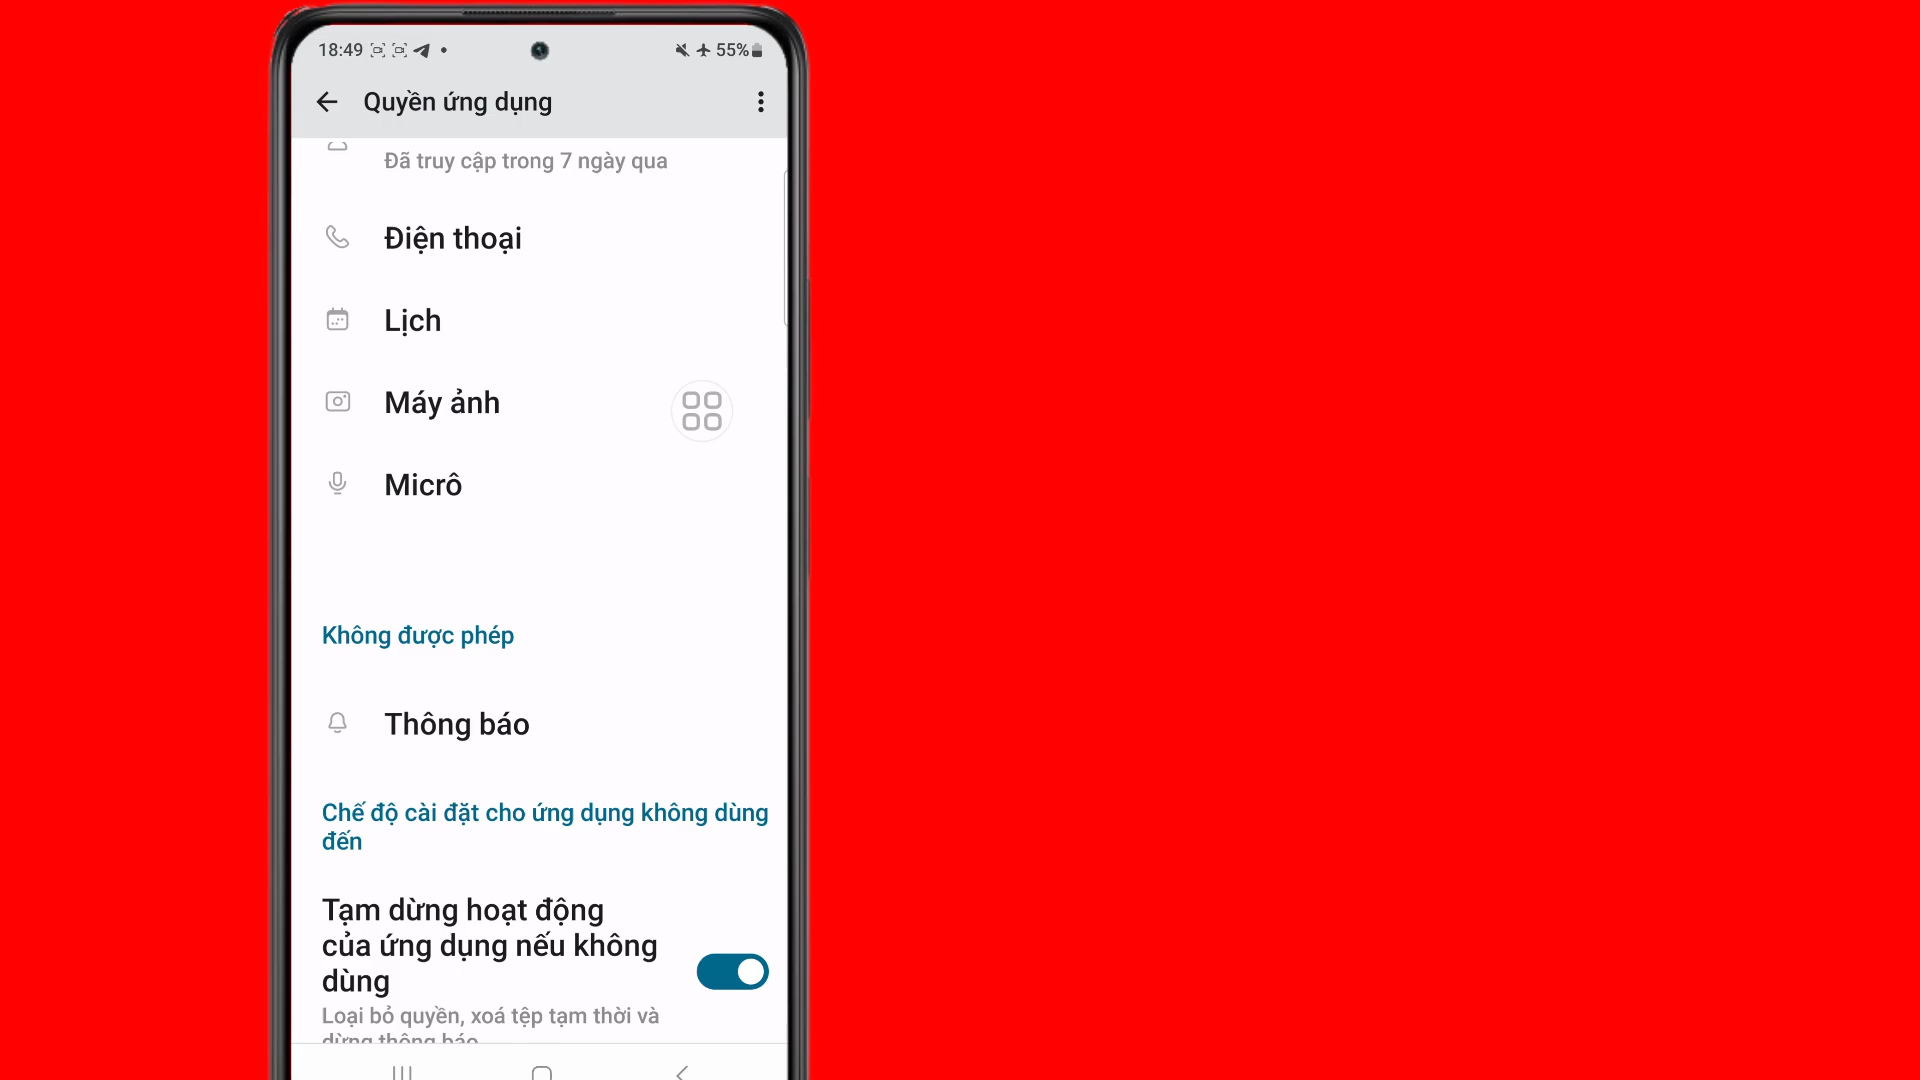 18:49
55%
Quyền ứng dụng
Đã truy cập trong 7 ngày qua
Điện thoại
Lịch
Máy ảnh
Micrô
Không được phép
Thông báo
Chế độ cài đặt cho ứng dụng không dùng
đến
Tạm dừng hoạt động
của ứng dụng nếu không
dùng
Loại bỏ quyền, xoá tệp tạm thời và
dừng thông báo